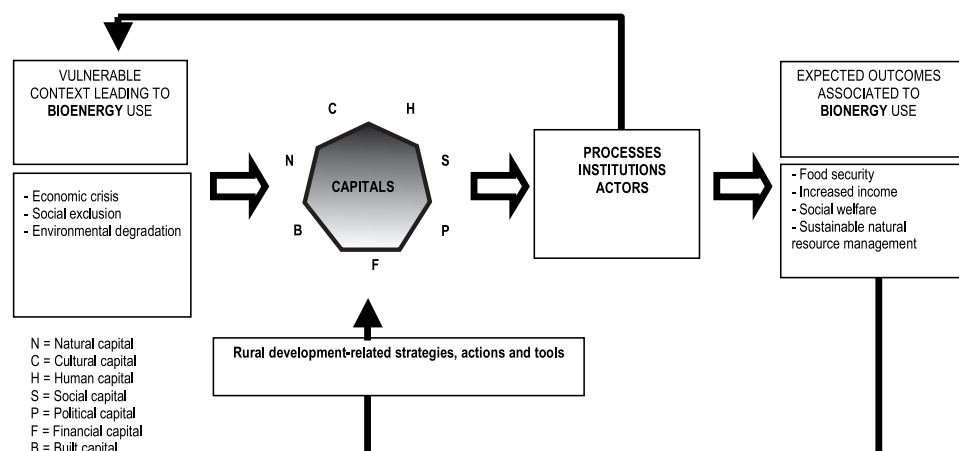 VULNERABLE
CONTEXT LEADING TO
BIOENERGY USE
- Economic crisis
- Social exclusion
- Environmental degradation
C
H
N
S
CAPITALS
B
P
F
PROCESSES
INSTITUTIONS
ACTORS
EXPECTED OUTCOMES
ASSOCIATED TO
BIONERGY USE
- Food security
- Increased income
- Social welfare
- Sustainable natural
resource management
Rural development-related strategies, actions and tools
N = Natural capital
C = Cultural capital
H = Human capital
S = Social capital
P = Political capital
F = Financial capital
B = Built capital